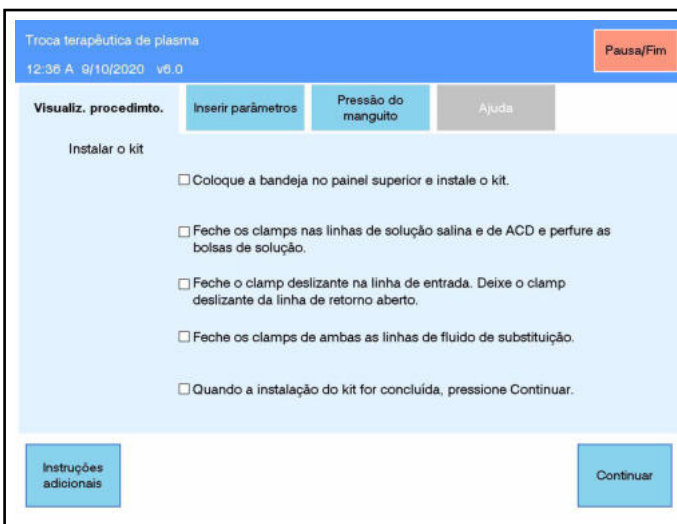 Troca terapêutica de plasma
12:36 A 9/10/2020 v6.0
Pausa/Fim
Visualiz. procedimto.
Inserir parâmetros
Pressão do
manguito
Ajuda
Instalar o kit
Coloque a bandeja no painel superior e instale o kit.
Feche os clamps nas linhas de solução salina e de ACD e perfure as
bolsas de solução.
Feche o clamp deslizante na linha de entrada. Deixe o clamp
deslizante da linha de retorno aberto.
Feche os clamps de ambas as linhas de fluido de substituição.
Quando a instalação do kit for concluída, pressione Continuar.
Instruções
adicionais
Continuar